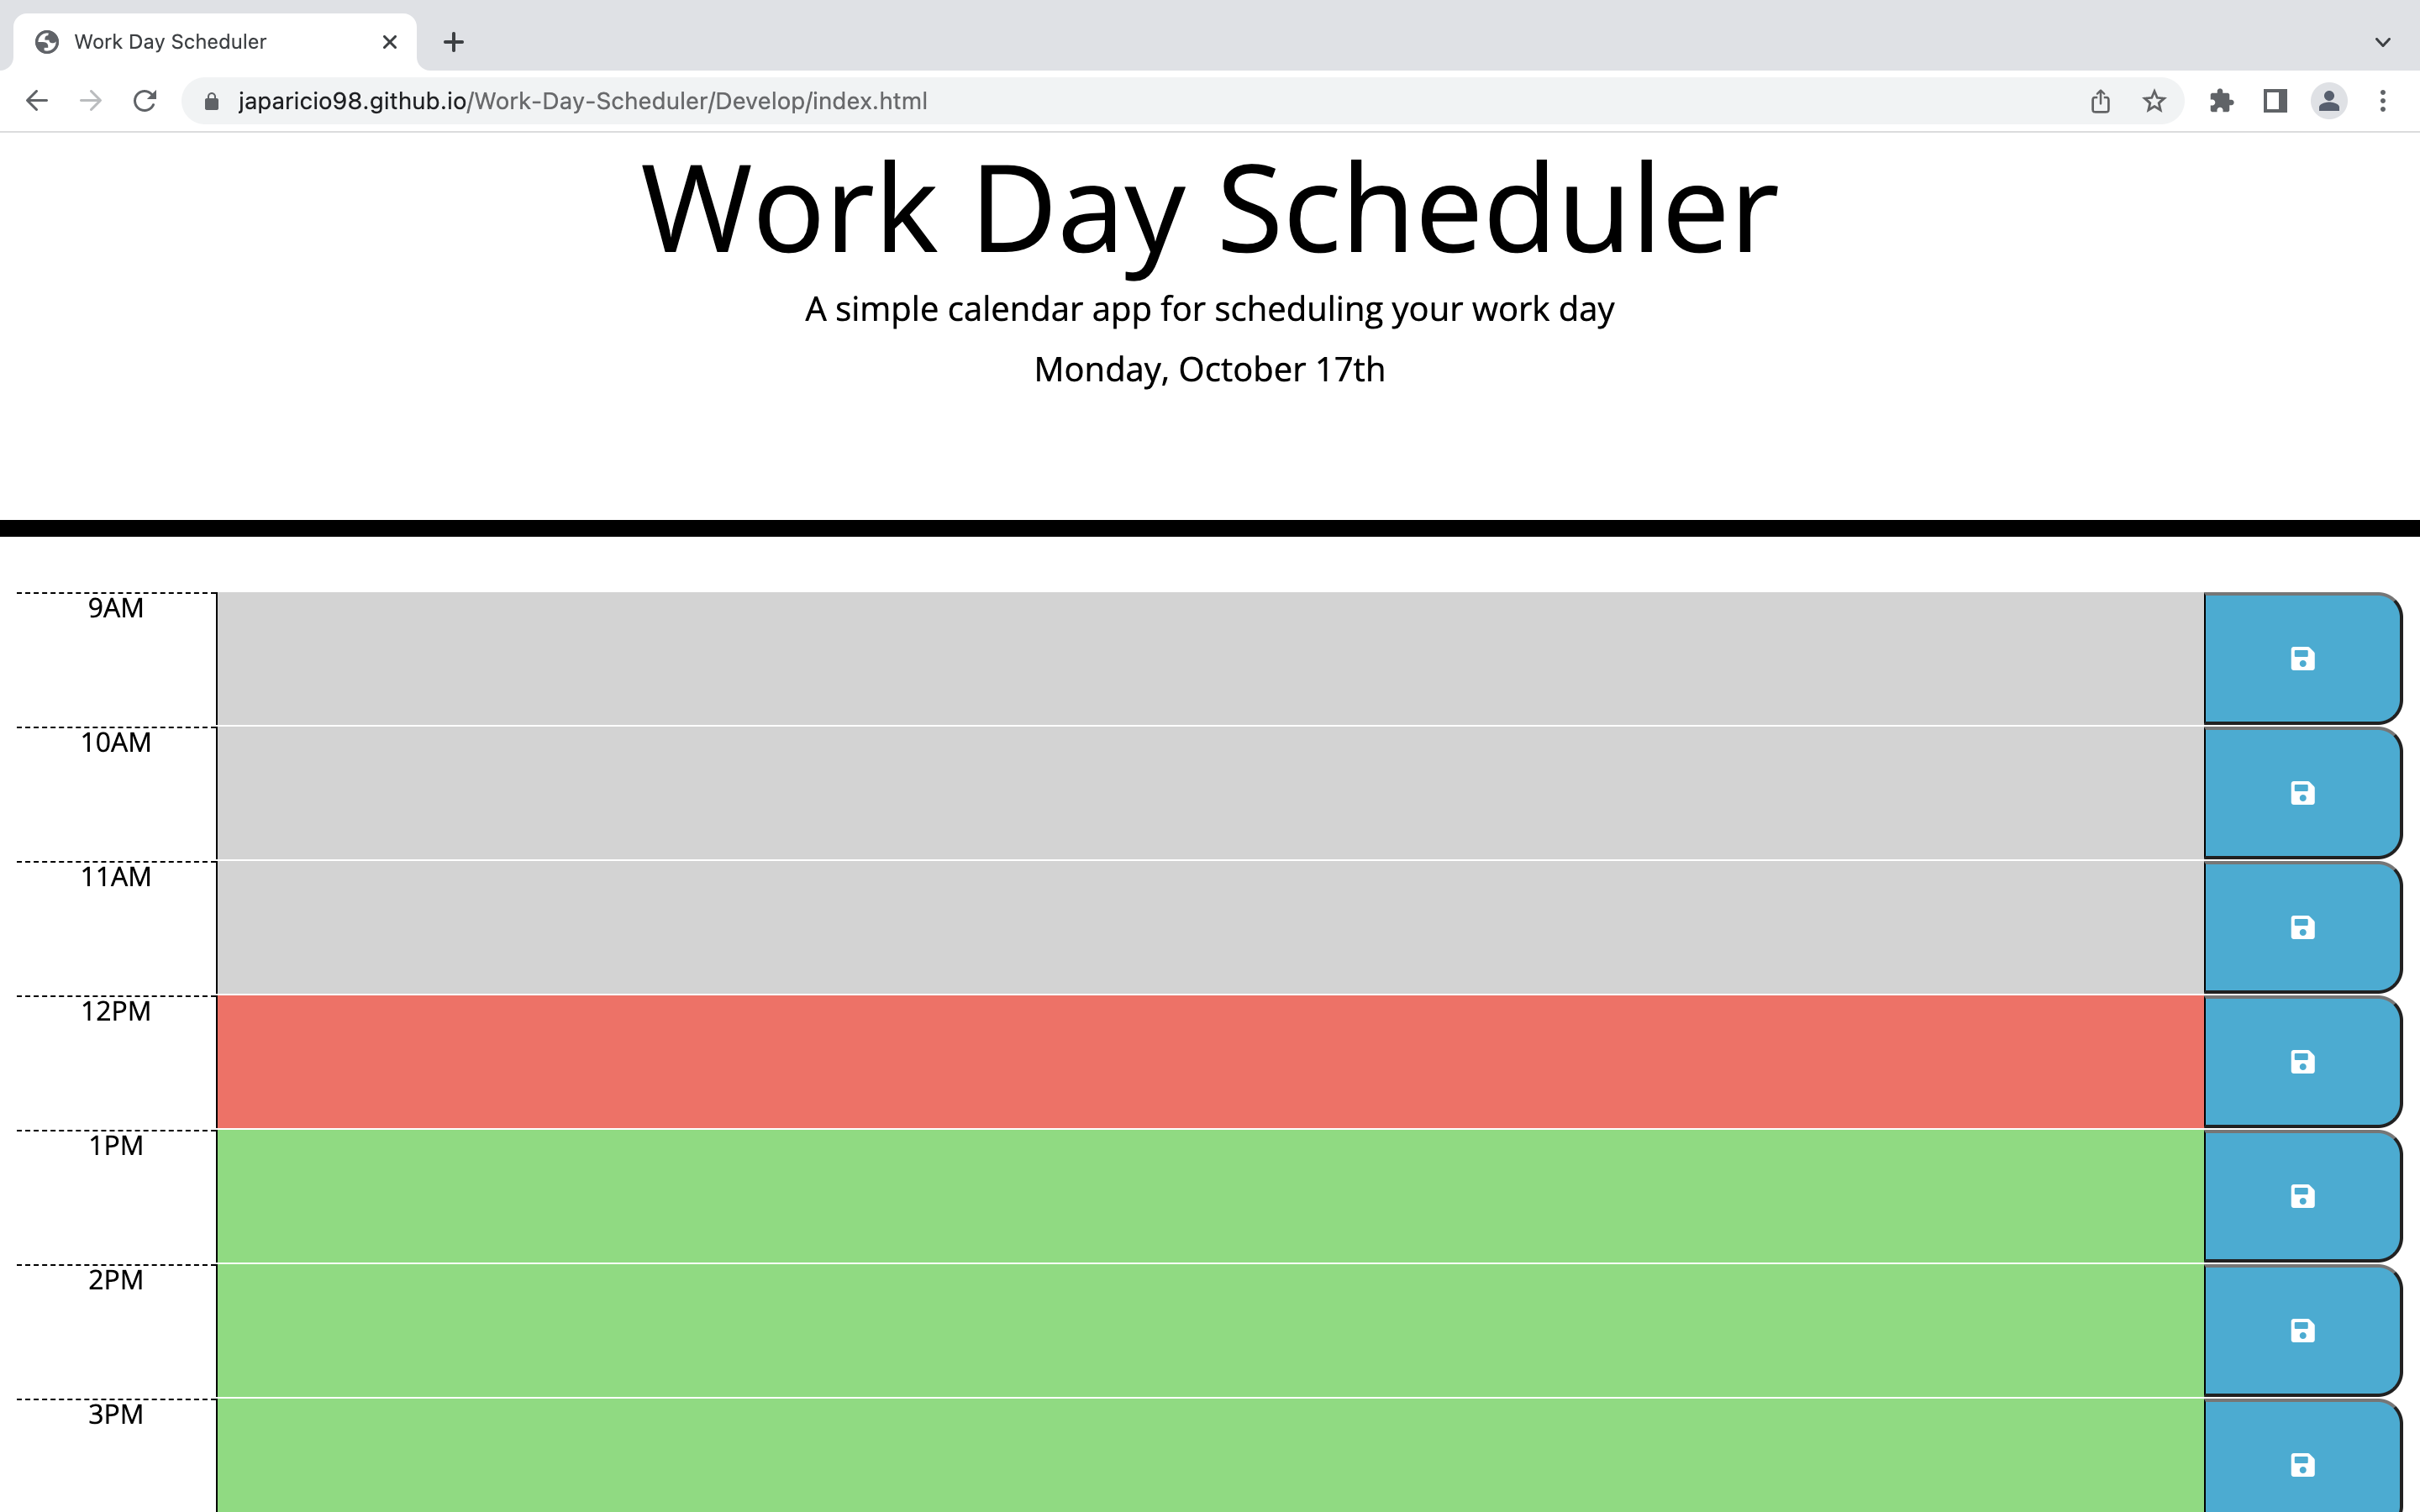 Work Day Scheduler
japaricio98.github.io/Work-Day-Scheduler/Develop/index.html
Work Day Scheduler
A simple calendar app for scheduling your work day
Monday, October 17th
9AM
10AM
11AM
12PM
1PM
2PM
3PM